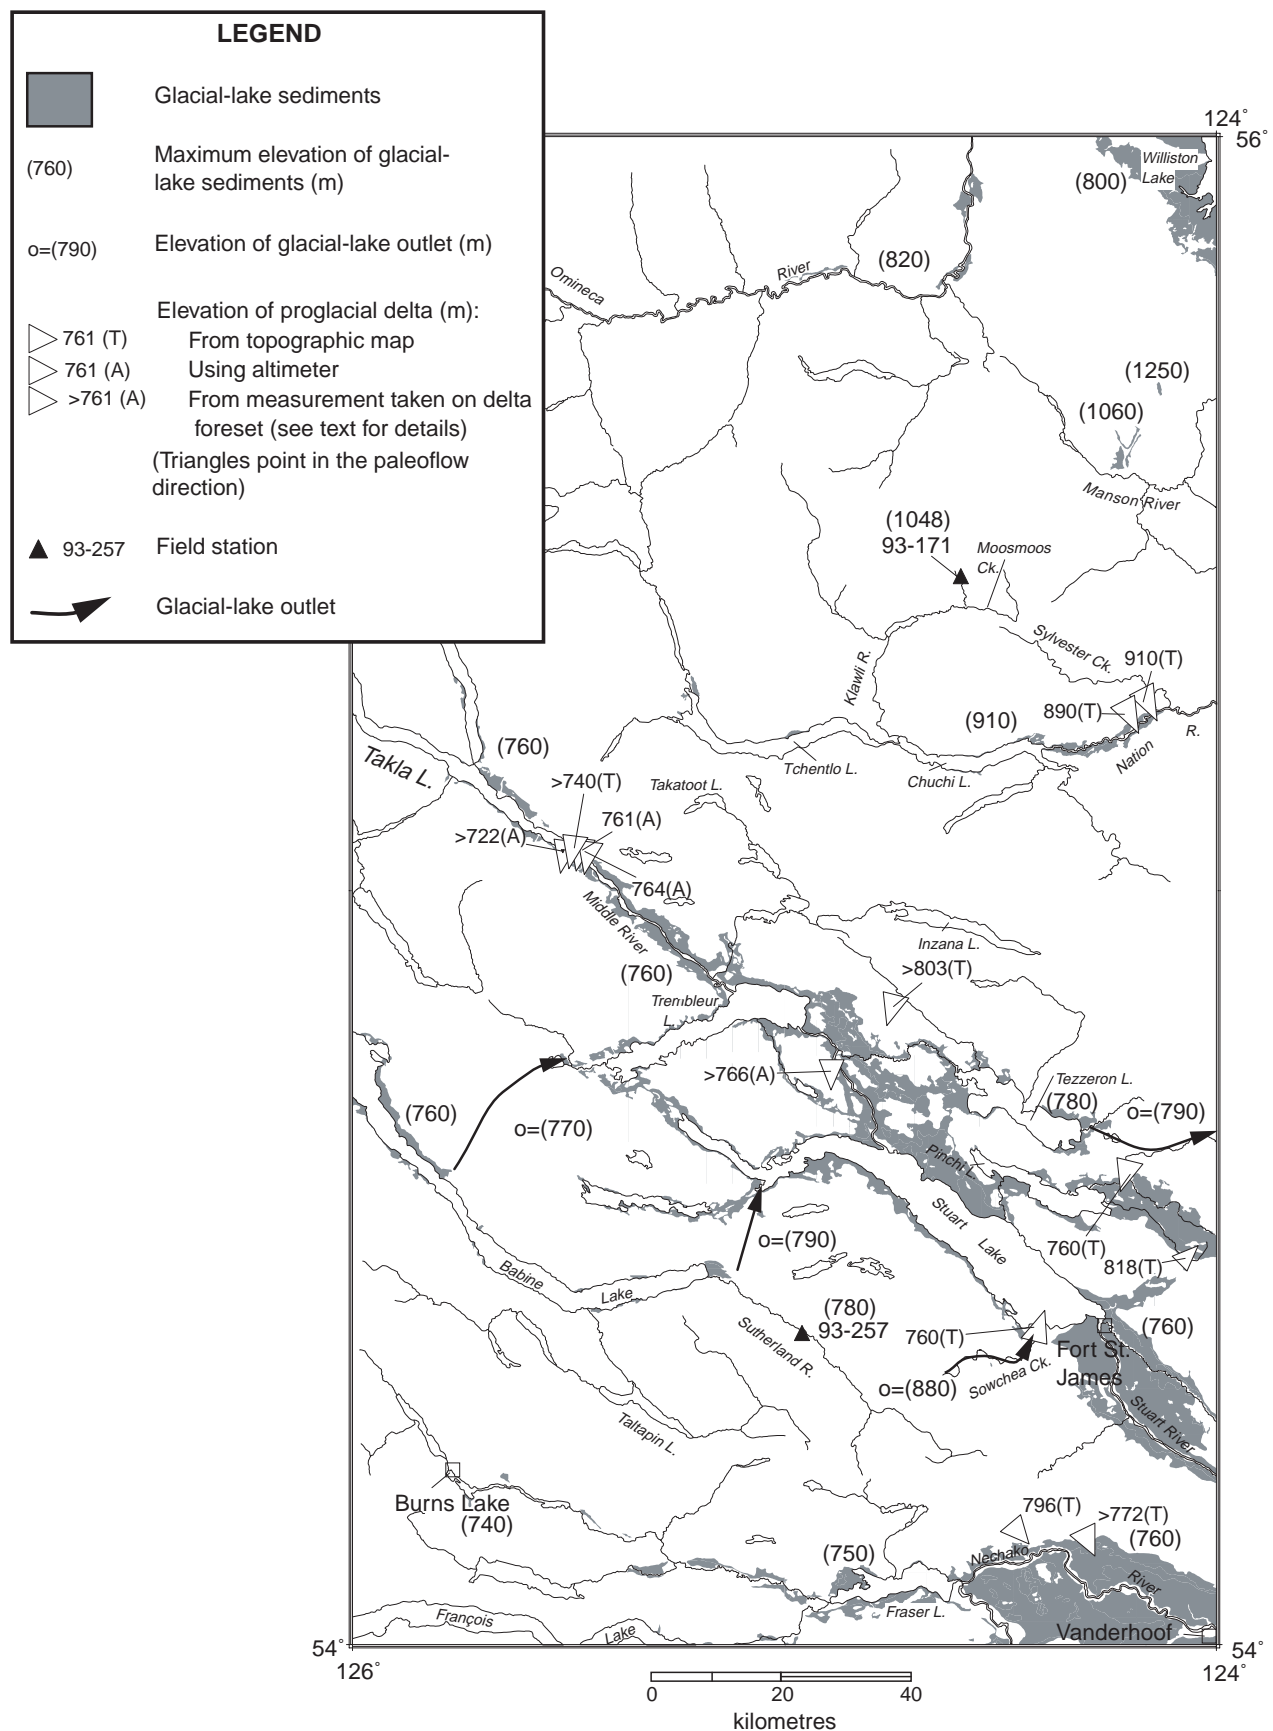 LEGEND
Glacial-lake sediments
(760)
Maximum elevation of glacial-
lake sediments (m)
o=(790)
Elevation of glacial-lake outlet (m)
Elevation of proglacial delta (m):
761 (T)
From topographic map
761 (A)
Using altimeter
>761 (A)
From measurement taken on delta
foreset (see text for details)
(Triangles point in the paleoflow
direction)
93-257
Field station
Glacial-lake outlet
124°
56°
Williston
Lake
(800)
(820)
Omineca
River
(1250)
(1060)
Manson River
(1048)
93-171
Moosmoos
Ck.
Sylvester Ck.
Klawli R.
910(T)
890(T)
(910)
R.
Nation
Tchentlo L.
Chuchi L.
(760)
Takla L.
>740(T)
Takatoot L.
761(A)
>722(A)
764(A)
Middle River
Inzana L.
(760)
>803(T)
Trembleur
L.
>766(A)
Tezzeron L.
(780)
o=(790)
(760)
o=(770)
Pinchi L.
Stuart
Lake
o=(790)
760(T)
818(T)
Babine
Lake
(780)
93-257
Sutherland R.
760(T)
(760)
Fort St.
James
o=(880)
Sowchea Ck.
Stuart River
Taltapin L.
Burns Lake
(740)
796(T)
>772(T)
(760)
(750)
Nechako
River
Fraser L.
François
Lake
Vanderhoof
54°
54°
126°
124°
0
20
40
kilometres